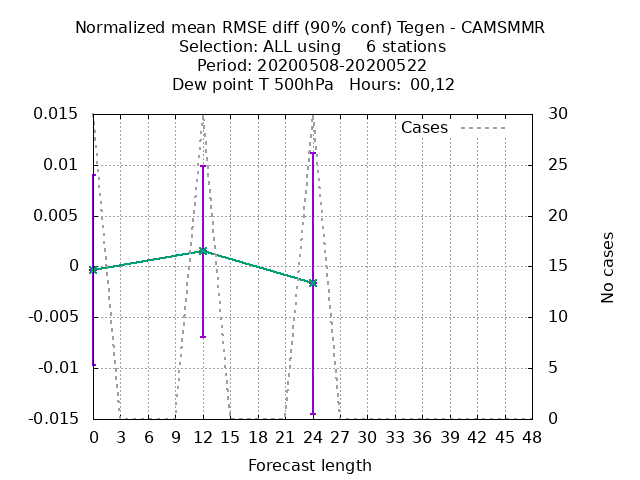 Normalized mean RMSE diff (90% conf) Tegen - CAMSMMR
Selection: ALL using     6 stations
Period: 20200508-20200522
Dew point T 500hPa   Hours: 00,12
Cases
0.015
0.01
0.005
0
-0.005
-0.01
-0.015
30
25
20
15
10
5
0
No cases
0 3 6 9 12 15 18 21 24 27 30 33 36 39 42 45 48
Forecast length